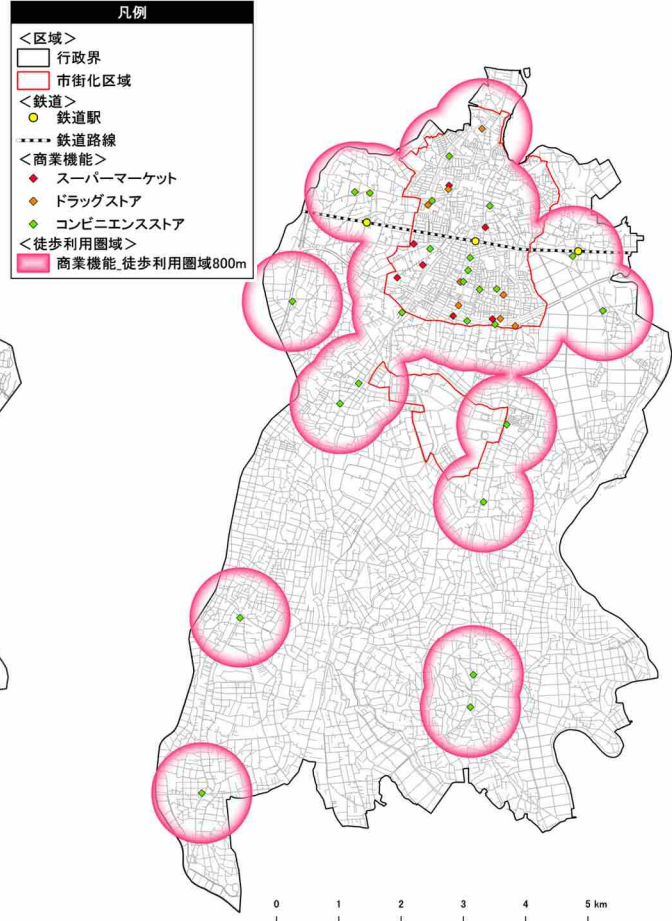 凡例
<区域>
行政界
市街化区域
<鉄道>
鉄道駅
鉄道路線
<商業機能>
スーパーマーケット
ドラッグストア
コンビニエンスストア
<徒歩利用圏域>
商業機能_徒歩利用圏域800m
0 1 2 3 4 5 km